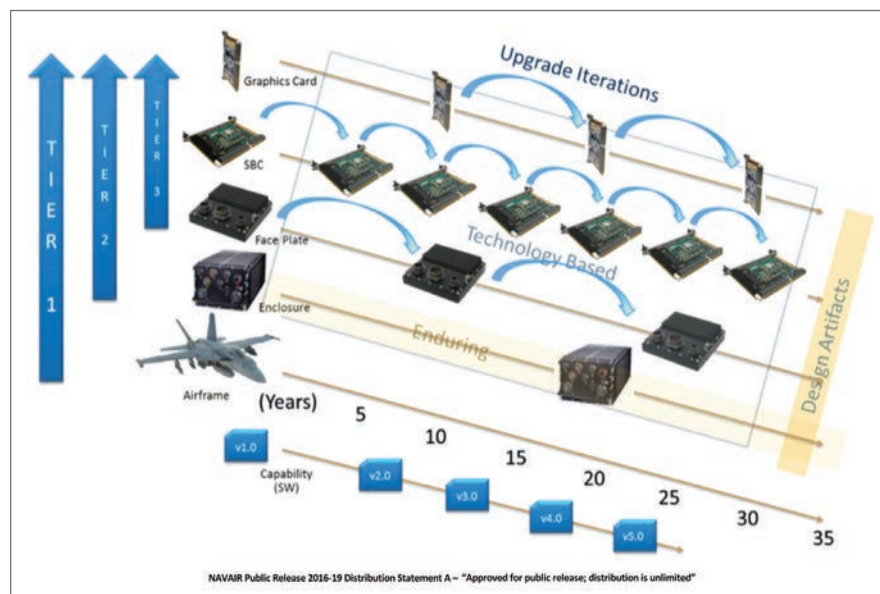 Upgrade Iterations
Graphics Card
TIER 1
TIER 2
TIER 3
SBC
Face Plate
Technology Based
Enclosure
Enduring
Design Artifacts
Airframe
(Years)
5
10
15
20
25
30
35
v1.0
Capability
(SW)
v2.0
v3.0
v4.0
v5.0
NAVAIR Public Release 2016-19 Distribution Statement A – “Approved for public release; distribution is unlimited”